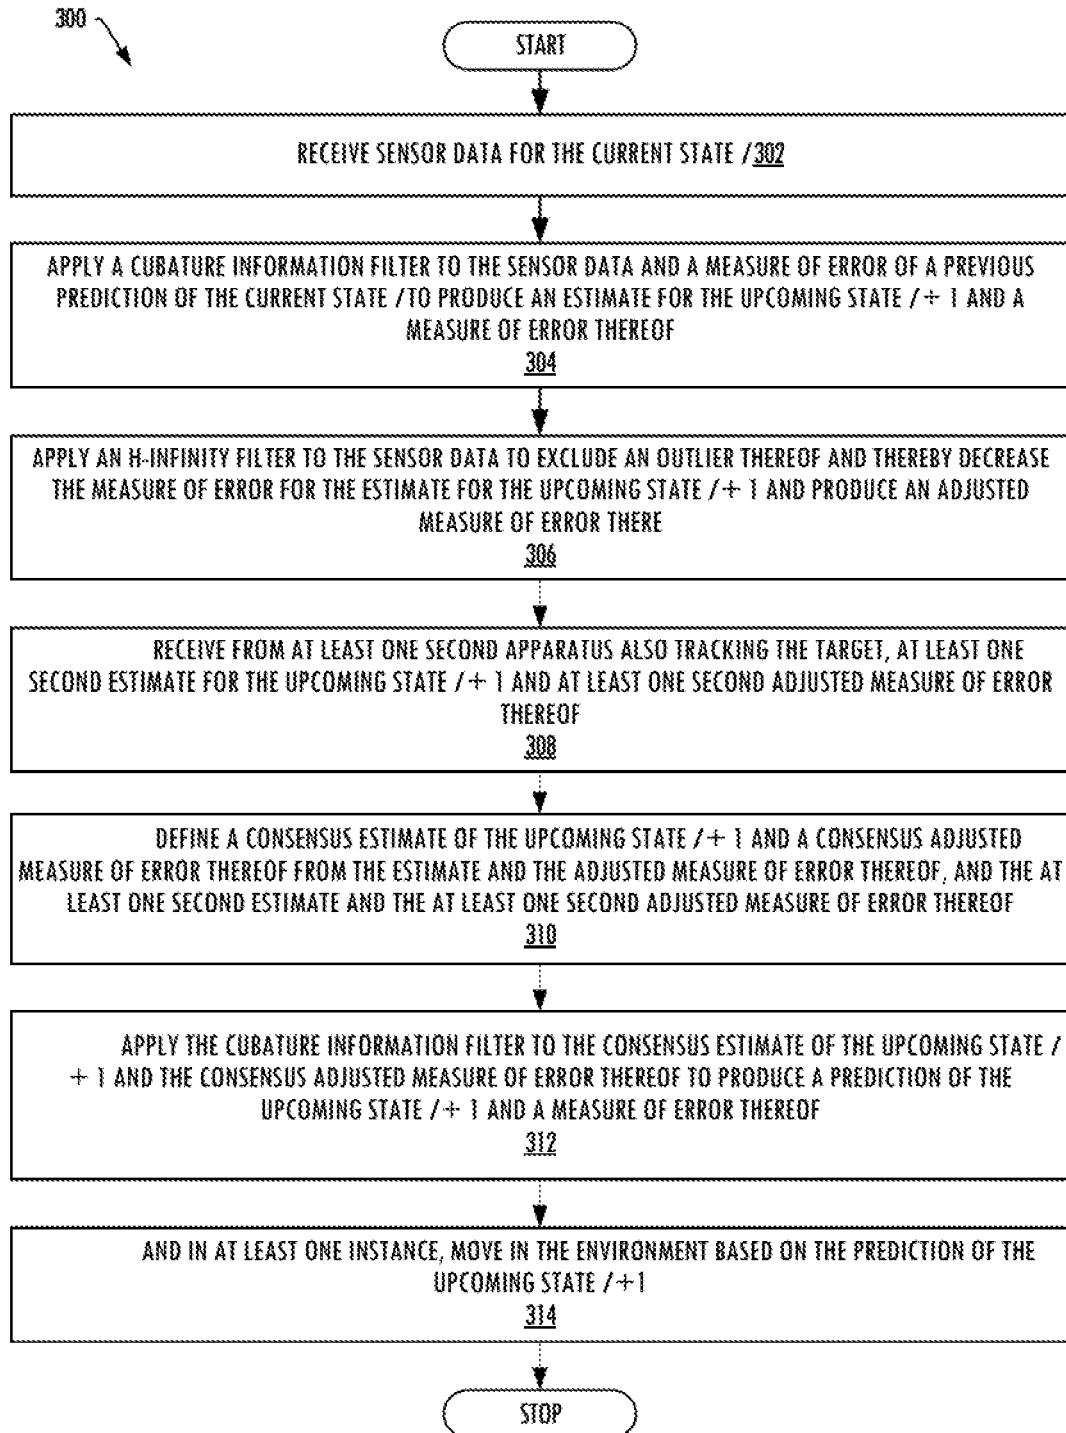 300
START
RECEIVE SENSOR DATA FOR THE CURRENT STATE / 302
APPLY A CUBATURE INFORMATION FILTER TO THE SENSOR DATA AND A MEASURE OF ERROR OF A PREVIOUS
PREDICTION OF THE CURRENT STATE / TO PRODUCE AN ESTIMATE FOR THE UPCOMING STATE / + 1 AND A
MEASURE OF ERROR THEREOF
304
APPLY AN H-INFINITY FILTER TO THE SENSOR DATA TO EXCLUDE AN OUTLIER THEREOF AND THEREBY DECREASE
THE MEASURE OF ERROR FOR THE ESTIMATE FOR THE UPCOMING STATE / + 1 AND PRODUCE AN ADJUSTED
MEASURE OF ERROR THERE
306
RECEIVE FROM AT LEAST ONE SECOND APPARATUS ALSO TRACKING THE TARGET, AT LEAST ONE
SECOND ESTIMATE FOR THE UPCOMING STATE / + 1 AND AT LEAST ONE SECOND ADJUSTED MEASURE OF ERROR
THEREOF
308
DEFINE A CONSENSUS ESTIMATE OF THE UPCOMING STATE / + 1 AND A CONSENSUS ADJUSTED
MEASURE OF ERROR THEREOF FROM THE ESTIMATE AND THE ADJUSTED MEASURE OF ERROR THEREOF, AND THE AT
LEAST ONE SECOND ESTIMATE AND THE AT LEAST ONE SECOND ADJUSTED MEASURE OF ERROR THEREOF
310
APPLY THE CUBATURE INFORMATION FILTER TO THE CONSENSUS ESTIMATE OF THE UPCOMING STATE /
+ 1 AND THE CONSENSUS ADJUSTED MEASURE OF ERROR THEREOF TO PRODUCE A PREDICTION OF THE
UPCOMING STATE / + 1 AND A MEASURE OF ERROR THEREOF
312
AND IN AT LEAST ONE INSTANCE, MOVE IN THE ENVIRONMENT BASED ON THE PREDICTION OF THE
UPCOMING STATE / +1
314
STOP